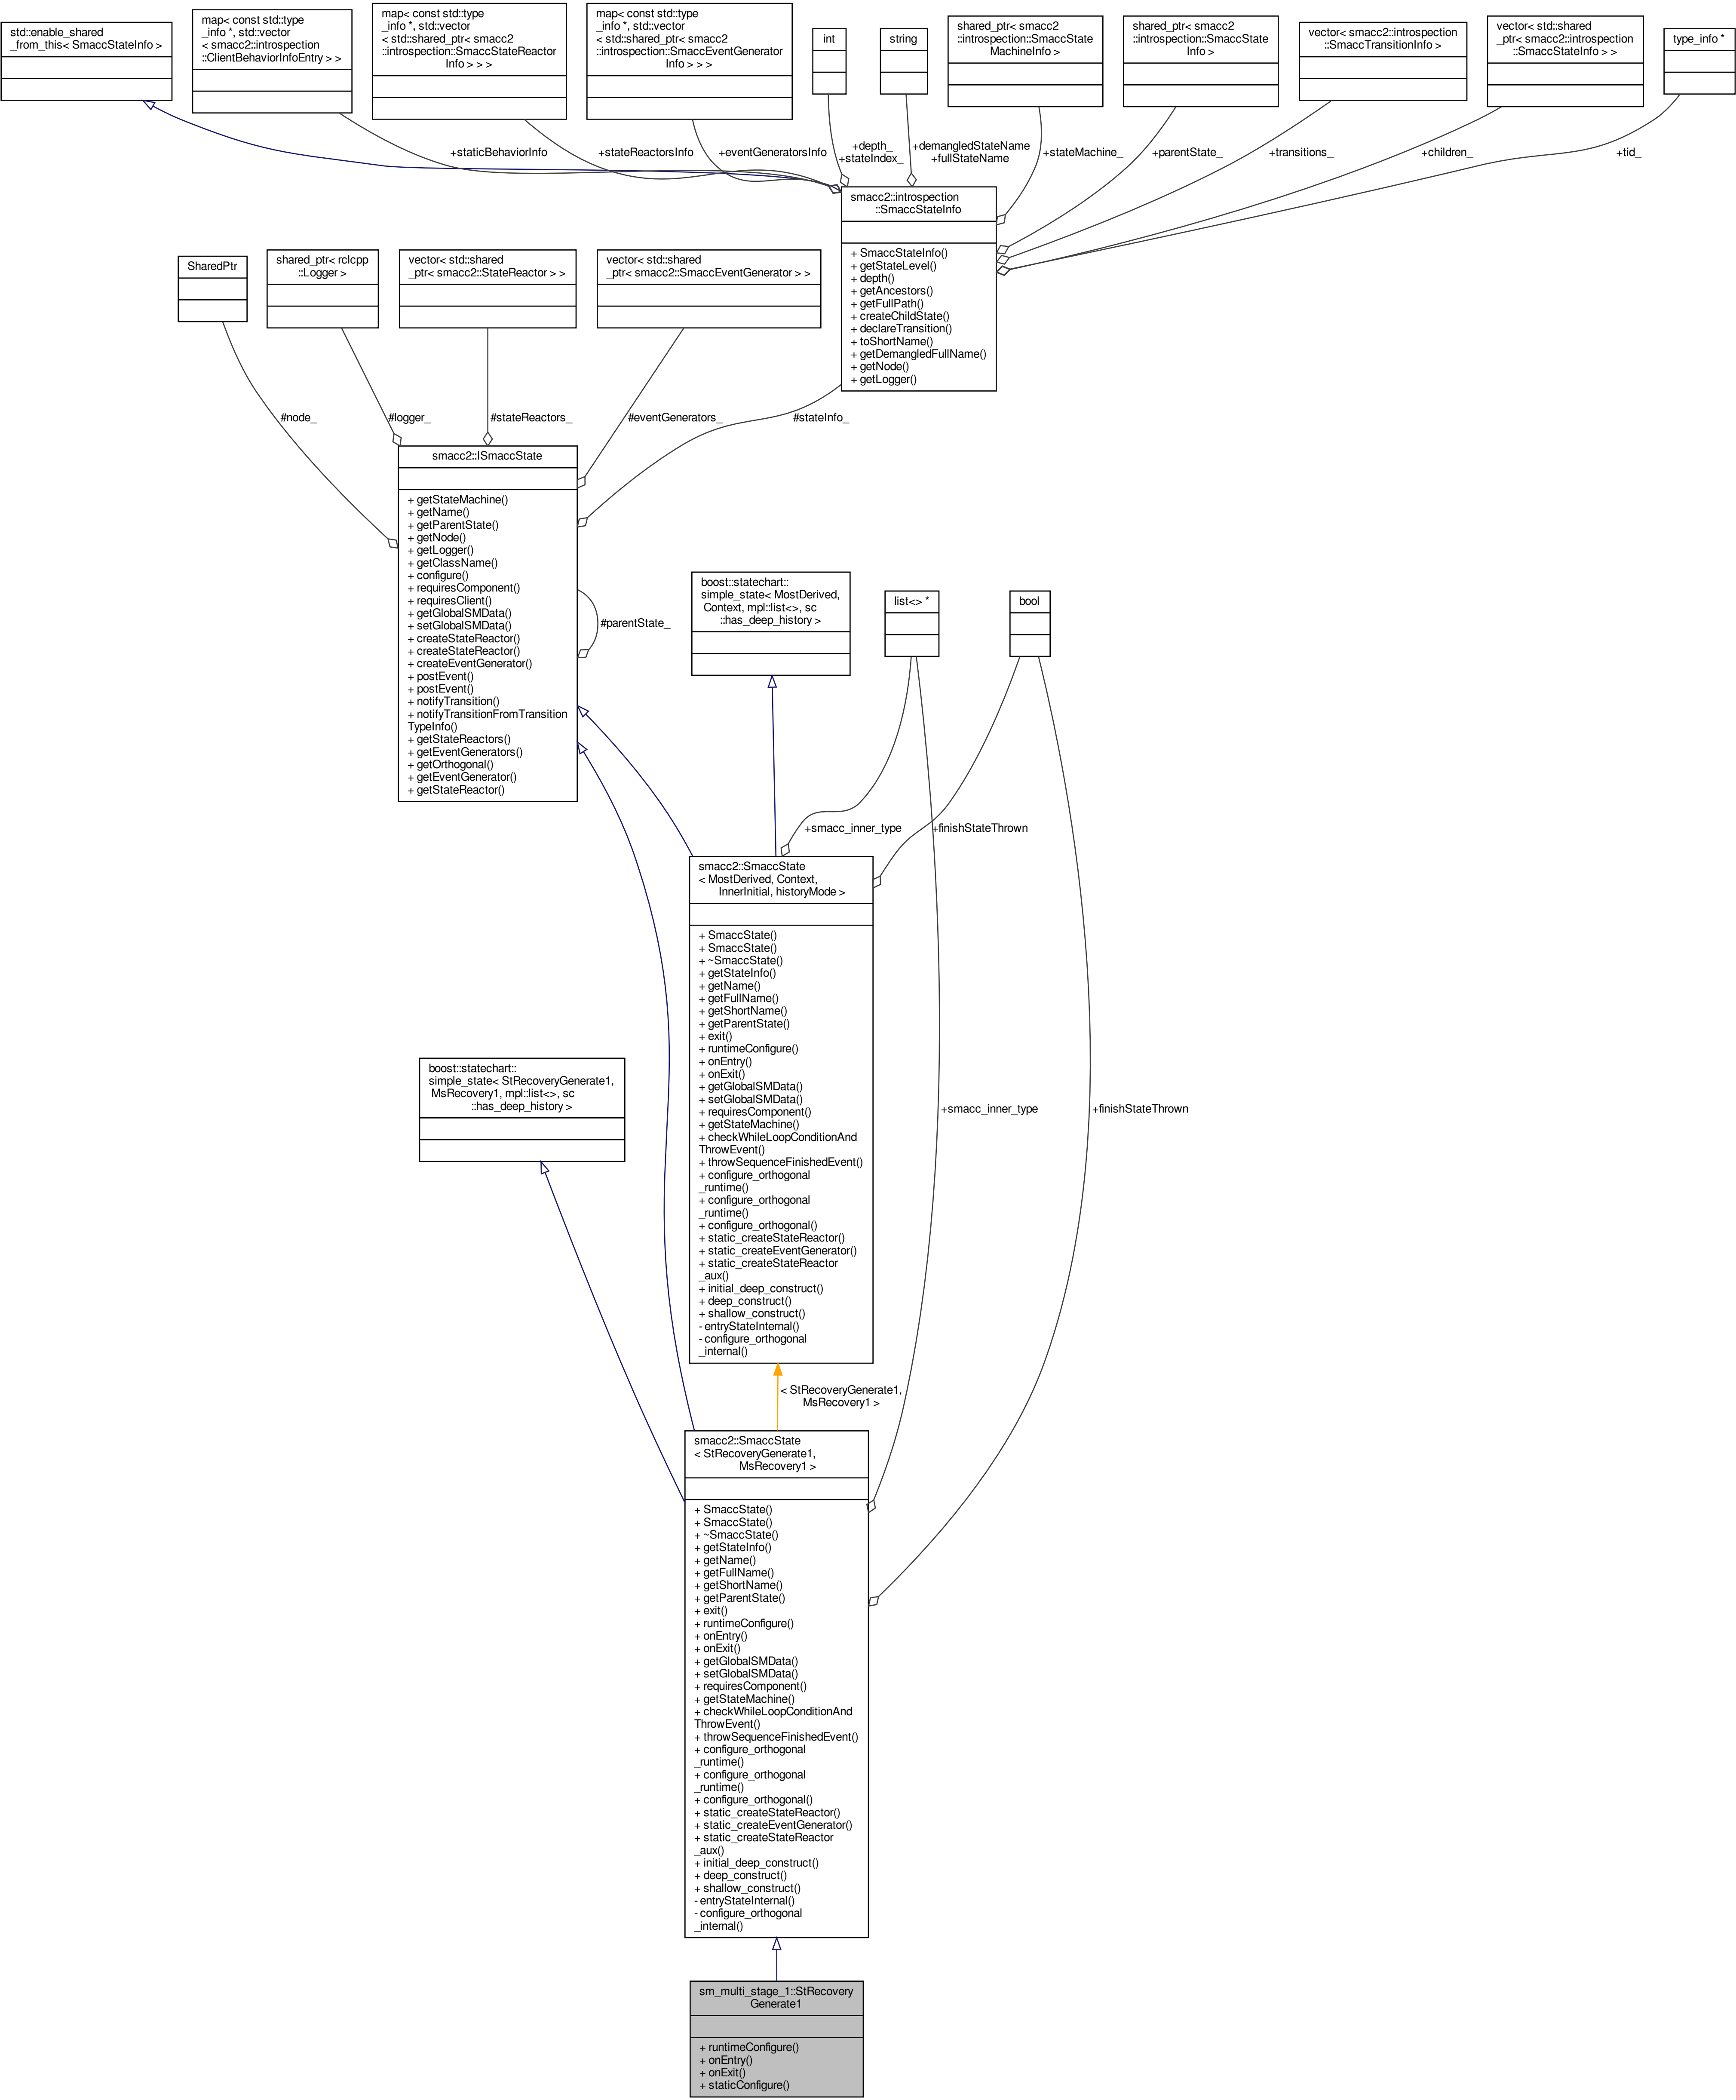 std::enable_shared
_from_this< SmaccStateInfo >
map< const std::type
_info *, std::vector
< smacc2::introspection
::ClientBehaviorInfoEntry > >
map< const std::type
_info *, std::vector
< std::shared_ptr< smacc2
::introspection::SmaccStateReactor
Info > > >
map< const std::type
_info *, std::vector
< std::shared_ptr< smacc2
::introspection::SmaccEventGenerator
Info > > >
int
string
shared_ptr< smacc2
::introspection::SmaccState
MachineInfo >
shared_ptr< smacc2
::introspection::SmaccState
Info >
vector< smacc2::introspection
::SmaccTransitionInfo >
vector< std::shared
_ptr< smacc2::introspection
::SmaccStateInfo > >
type_info *
+staticBehaviorInfo
+stateReactorsInfo
+eventGeneratorsInfo
+depth_
+stateIndex_
+demangledStateName
+fullStateName
+stateMachine_
+parentState_
+transitions_
+children_
+tid_
smacc2::introspection
::SmaccStateInfo
+ SmaccStateInfo()
+ getStateLevel()
+ depth()
+ getAncestors()
+ getFullPath()
+ createChildState()
+ declareTransition()
+ toShortName()
+ getDemangledFullName()
+ getNode()
+ getLogger()
SharedPtr
shared_ptr< rclcpp
::Logger >
vector< std::shared
_ptr< smacc2::StateReactor > >
vector< std::shared
_ptr< smacc2::SmaccEventGenerator > >
#node_
#logger_
#stateReactors_
#eventGenerators_
#stateInfo_
smacc2::ISmaccState
+ getStateMachine()
+ getName()
+ getParentState()
+ getNode()
+ getLogger()
+ getClassName()
+ configure()
+ requiresComponent()
+ requiresClient()
+ getGlobalSMData()
+ setGlobalSMData()
+ createStateReactor()
+ createStateReactor()
+ createEventGenerator()
+ postEvent()
+ postEvent()
+ notifyTransition()
+ notifyTransitionFromTransition
TypeInfo()
+ getStateReactors()
+ getEventGenerators()
+ getOrthogonal()
+ getEventGenerator()
+ getStateReactor()
#parentState_
boost::statechart::
simple_state< MostDerived,
Context, mpl::list<>, sc
::has_deep_history >
list<> *
bool
+smacc_inner_type
+finishStateThrown
smacc2::SmaccState
< MostDerived, Context,
InnerInitial, historyMode >
+ SmaccState()
+ SmaccState()
+ ~SmaccState()
+ getStateInfo()
+ getName()
+ getFullName()
+ getShortName()
+ getParentState()
+ exit()
+ runtimeConfigure()
+ onEntry()
+ onExit()
+ getGlobalSMData()
+ setGlobalSMData()
+ requiresComponent()
+ getStateMachine()
+ checkWhileLoopConditionAnd
ThrowEvent()
+ throwSequenceFinishedEvent()
+ configure_orthogonal
_runtime()
+ configure_orthogonal
_runtime()
+ configure_orthogonal()
+ static_createStateReactor()
+ static_createEventGenerator()
+ static_createStateReactor
_aux()
+ initial_deep_construct()
+ deep_construct()
+ shallow_construct()
- entryStateInternal()
- configure_orthogonal
_internal()
boost::statechart::
simple_state< StRecoveryGenerate1,
MsRecovery1, mpl::list<>, sc
::has_deep_history >
+smacc_inner_type
+finishStateThrown
< StRecoveryGenerate1,
MsRecovery1 >
smacc2::SmaccState
< StRecoveryGenerate1,
MsRecovery1 >
+ SmaccState()
+ SmaccState()
+ ~SmaccState()
+ getStateInfo()
+ getName()
+ getFullName()
+ getShortName()
+ getParentState()
+ exit()
+ runtimeConfigure()
+ onEntry()
+ onExit()
+ getGlobalSMData()
+ setGlobalSMData()
+ requiresComponent()
+ getStateMachine()
+ checkWhileLoopConditionAnd
ThrowEvent()
+ throwSequenceFinishedEvent()
+ configure_orthogonal
_runtime()
+ configure_orthogonal
_runtime()
+ configure_orthogonal()
+ static_createStateReactor()
+ static_createEventGenerator()
+ static_createStateReactor
_aux()
+ initial_deep_construct()
+ deep_construct()
+ shallow_construct()
- entryStateInternal()
- configure_orthogonal
_internal()
sm_multi_stage_1::StRecovery
Generate1
+ runtimeConfigure()
+ onEntry()
+ onExit()
+ staticConfigure()